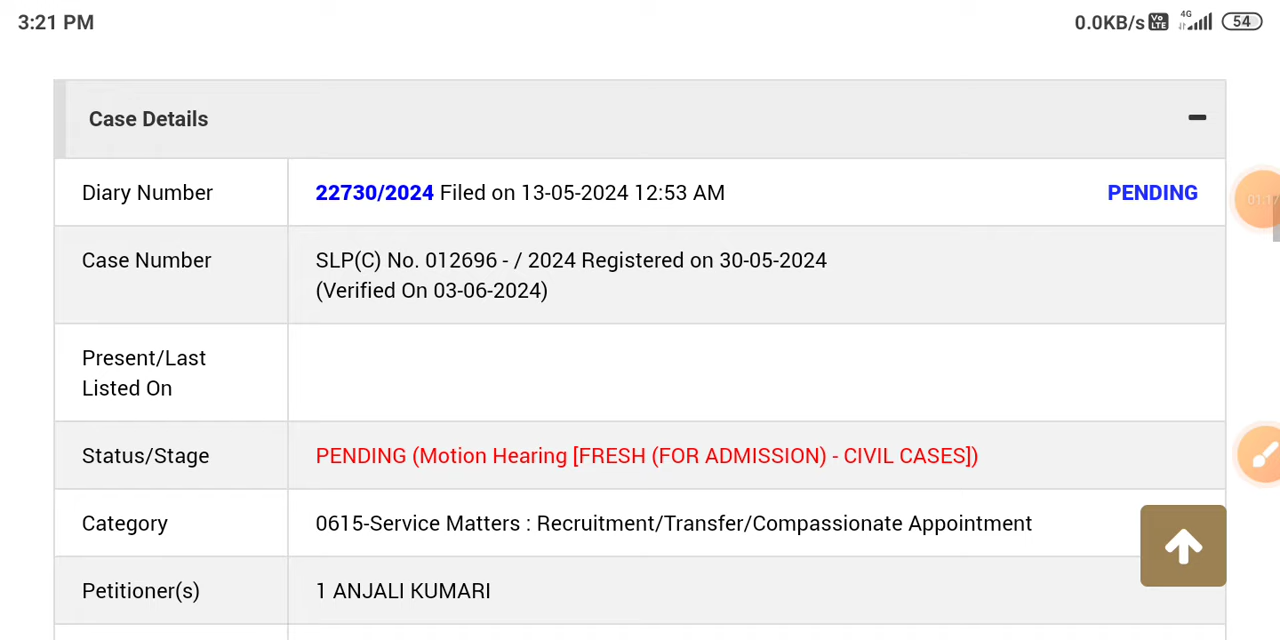 3:21 PM
0.0KB/s Vo LTE 4G 54
Case Details
Diary Number
22730/2024 Filed on 13-05-2024 12:53 AM PENDING
Case Number
SLP(C) No. 012696 - / 2024 Registered on 30-05-2024
(Verified On 03-06-2024)
Present/Last
Listed On
Status/Stage
PENDING (Motion Hearing [FRESH (FOR ADMISSION) - CIVIL CASES])
Category
0615-Service Matters : Recruitment/Transfer/Compassionate Appointment
Petitioner(s)
1 ANJALI KUMARI